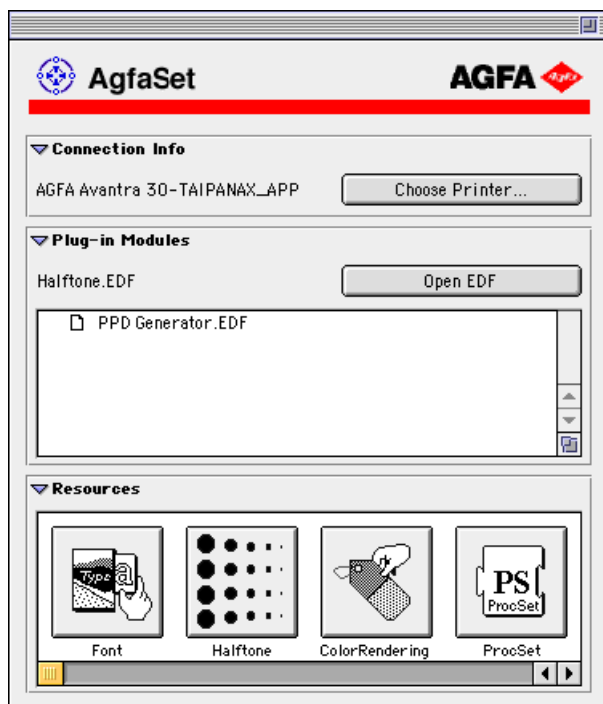 AgfaSet
AGFA
Connection Info
AGFA Avantra 30-TAIPANAX_APP
Choose Printer...
Plug-in Modules
Halftone.EDF
Open EDF
PPD Generator.EDF
Resources
Type a
PS
ProcSet
Font
Halftone
ColorRendering
ProcSet